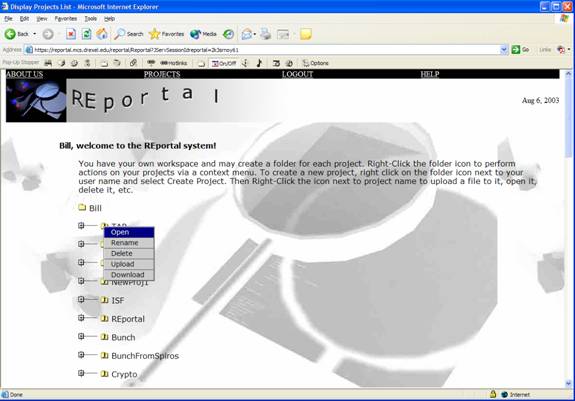 Display Projects List - Microsoft Internet Explorer
File Edit View Favorites Tools Help
Back Search Favorites Media
Address https://reportal.mcs.drexel.edu/reportal/Reportal?JServSessionIdreportal=2k3srnoy61 Go Links
Pop-Up Stopper Hotlinks On/Off Options
ABOUT US PROJECTS LOGOUT HELP
REportal
Aug 6, 2003
Bill, welcome to the REportal system!
You have your own workspace and may create a folder for each project. Right-Click the folder icon to perform
actions on your projects via a context menu. To create a new project, right click on the folder icon next to your
user name and select Create Project. Then Right-Click the icon next to project name to upload a file to it, open it,
delete it, etc.
Bill
TAP
Open
Rename
Delete
Upload
Download
NewProj1
ISF
REportal
Bunch
BunchFromSpiros
Crypto
Done Internet